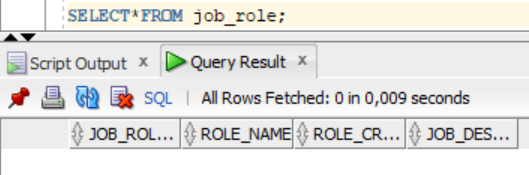 SELECT*FROM job_role;
Script Output x Query Result x
SQL | All Rows Fetched: 0 in 0,009 seconds
JOB_ROL... ROLE_NAME ROLE_CR... JOB_DES...